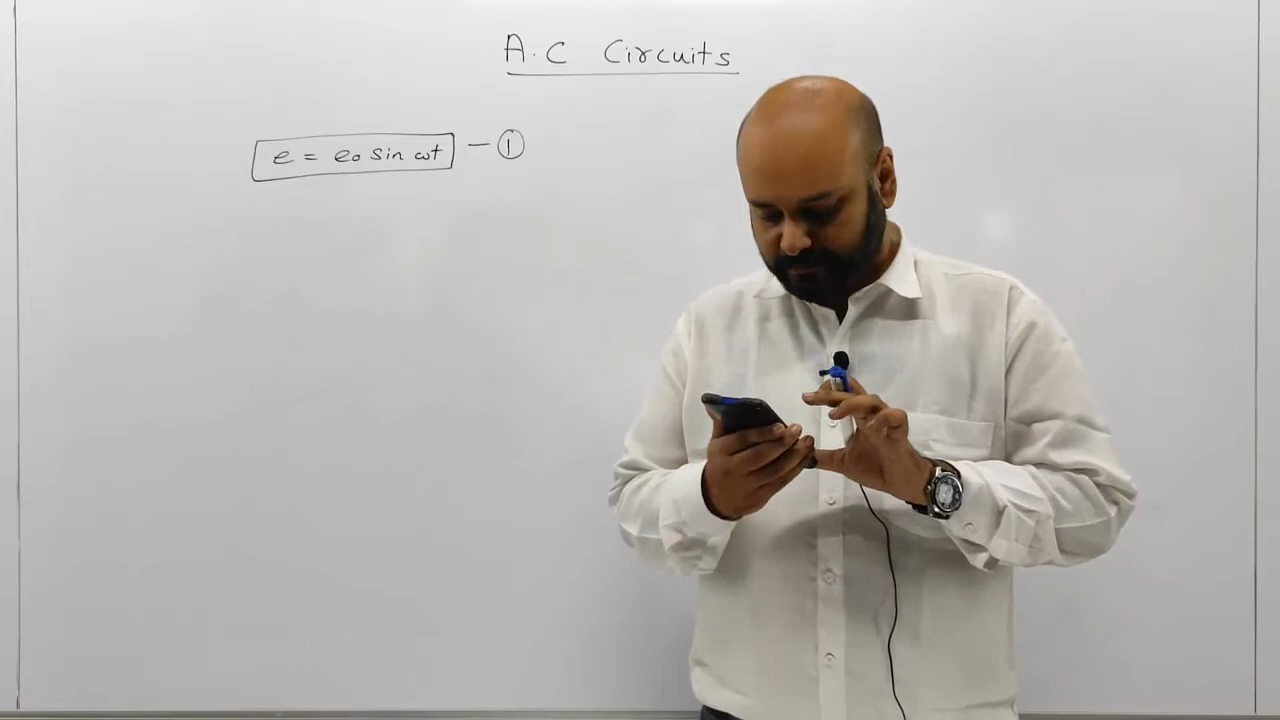 A.C Circuits
e = e₀ sin ωt — ①